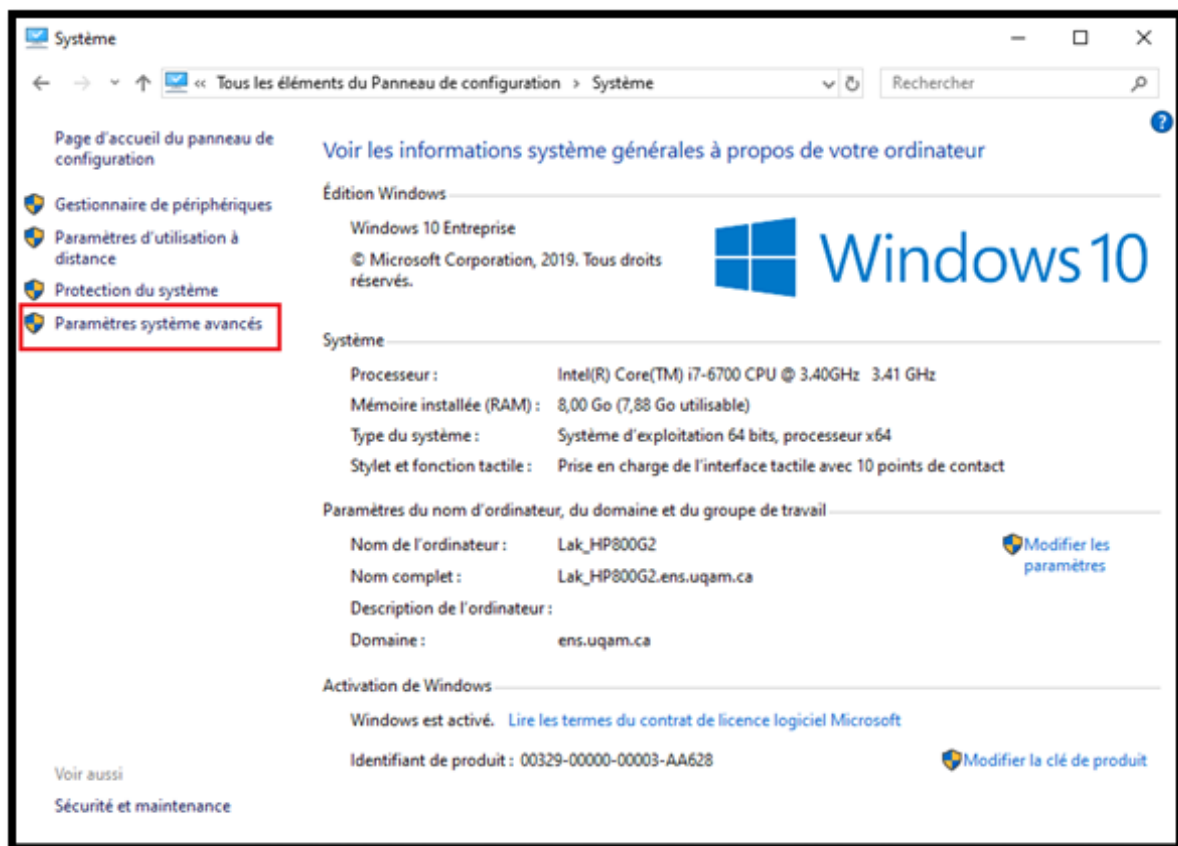 Système
« Tous les éléments du Panneau de configuration > Système
Rechercher
?
Page d'accueil du panneau de
configuration
Gestionnaire de périphériques
Paramètres d'utilisation à
distance
Protection du système
Paramètres système avancés
Voir aussi
Sécurité et maintenance
Voir les informations système générales à propos de votre ordinateur
Édition Windows
Windows 10 Entreprise
© Microsoft Corporation, 2019. Tous droits
réservés.
Windows 10
Système
Processeur : Intel(R) Core(TM) i7-6700 CPU @ 3.40GHz 3.41 GHz
Mémoire installée (RAM) : 8,00 Go (7,88 Go utilisable)
Type du système : Système d'exploitation 64 bits, processeur x64
Stylet et fonction tactile : Prise en charge de l'interface tactile avec 10 points de contact
Paramètres du nom d'ordinateur, du domaine et du groupe de travail
Nom de l'ordinateur : Lak_HP800G2
Modifier les
paramètres
Nom complet : Lak_HP800G2.ens.uqam.ca
Description de l'ordinateur :
Domaine : ens.uqam.ca
Activation de Windows
Windows est activé. Lire les termes du contrat de licence logiciel Microsoft
Identifiant de produit : 00329-00000-00003-AA628
Modifier la clé de produit